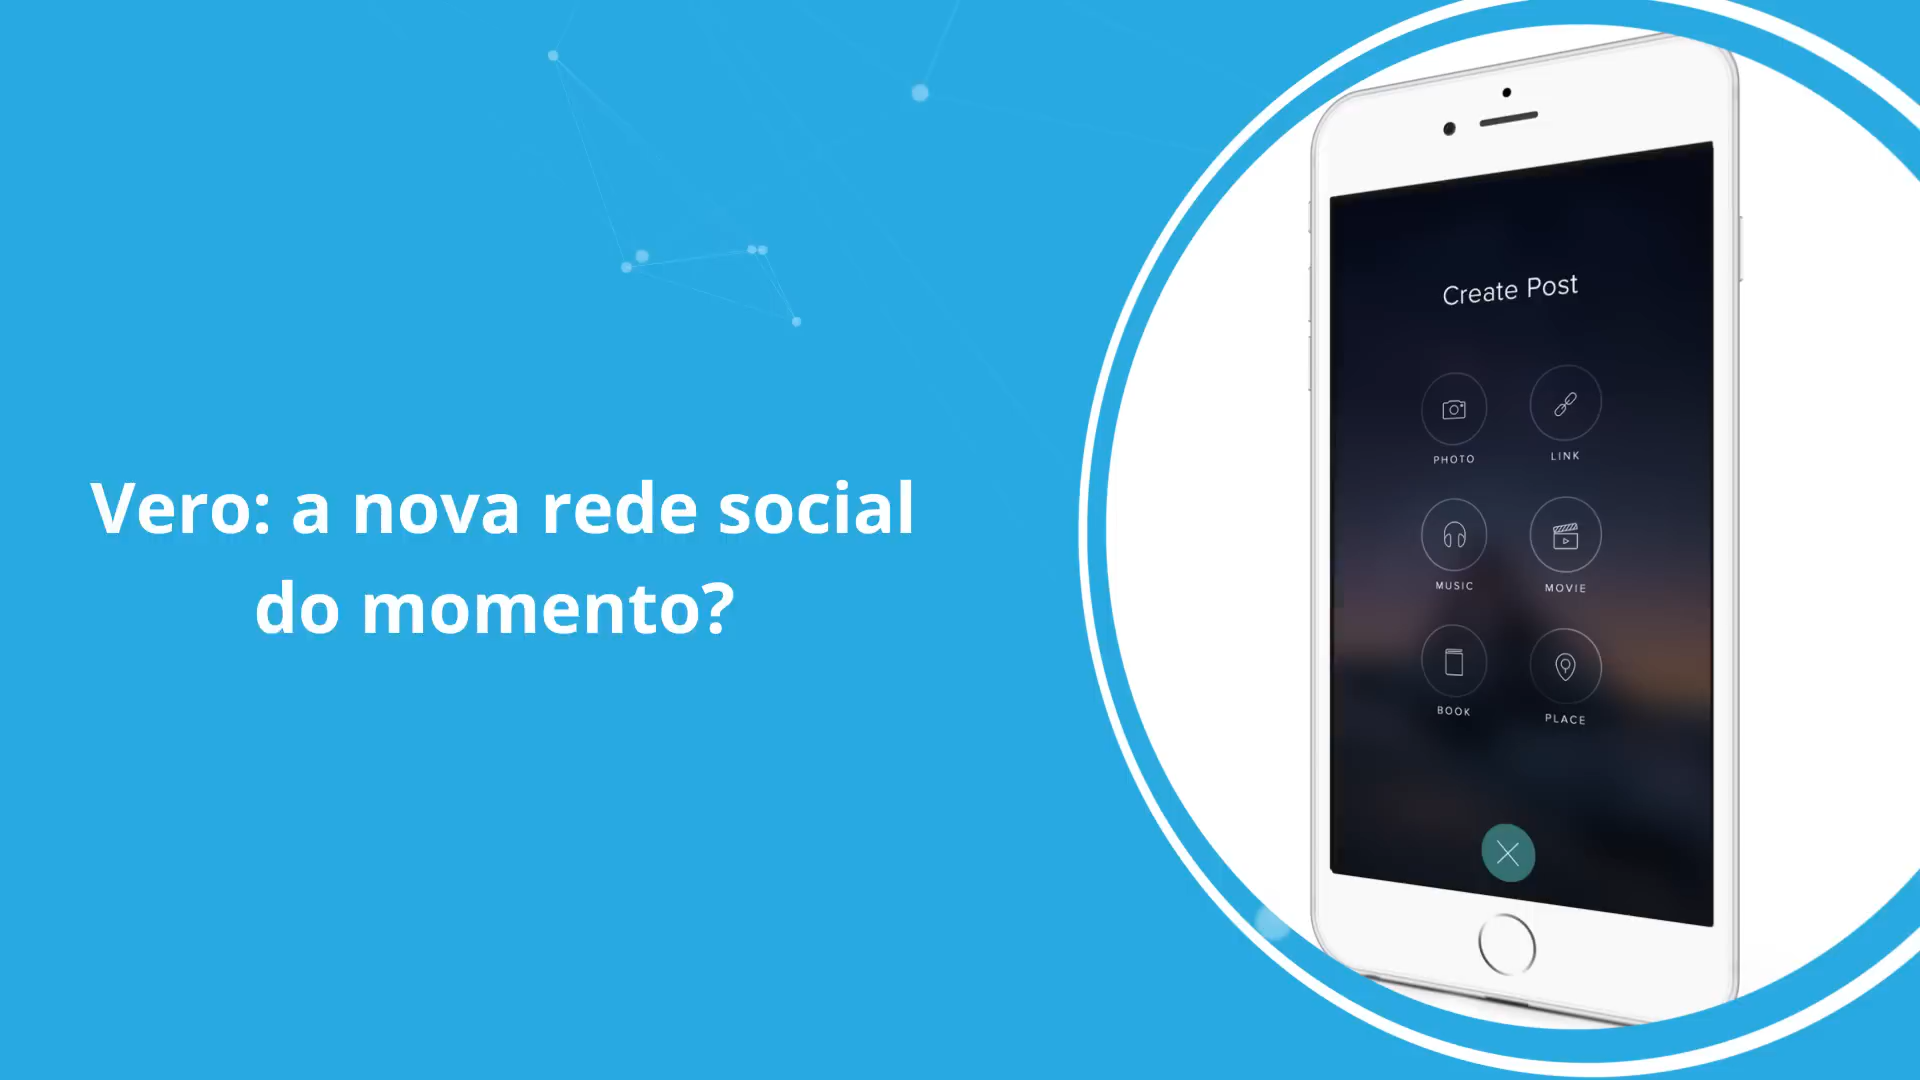 Vero: a nova rede social
do momento?
Create Post
PHOTO
LINK
MUSIC
MOVIE
BOOK
PLACE